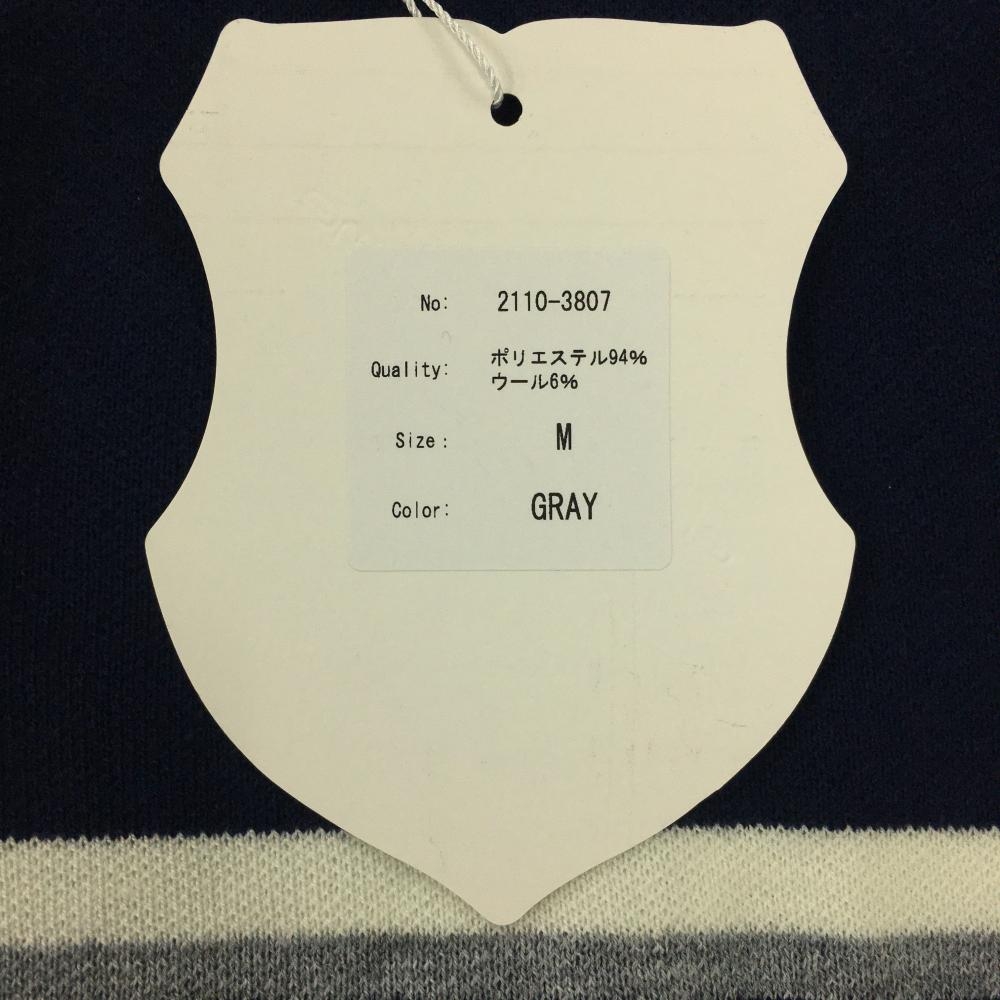 No: 2110-3807
Quality: ポリエステル94%
ウール6%
Size: M
Color: GRAY